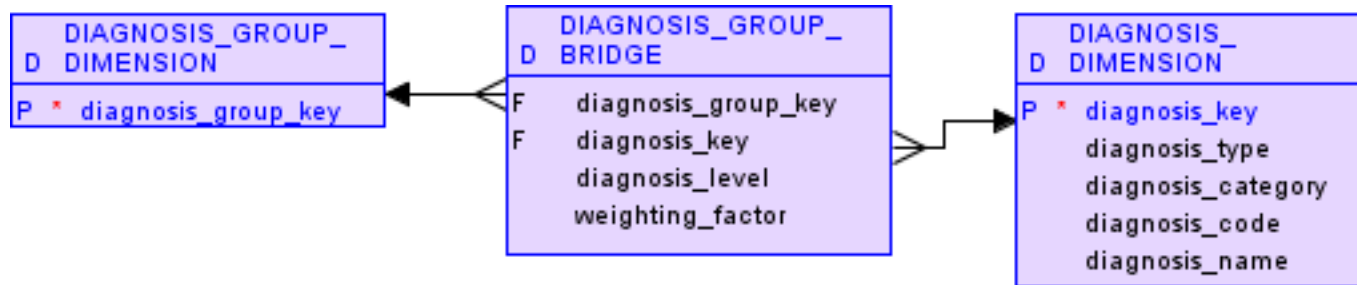 DIAGNOSIS_GROUP_
D DIMENSION
P * diagnosis_group_key
DIAGNOSIS_GROUP_
D BRIDGE
F diagnosis_group_key
F diagnosis_key
diagnosis_level
weighting_factor
DIAGNOSIS_
D DIMENSION
P * diagnosis_key
diagnosis_type
diagnosis_category
diagnosis_code
diagnosis_name